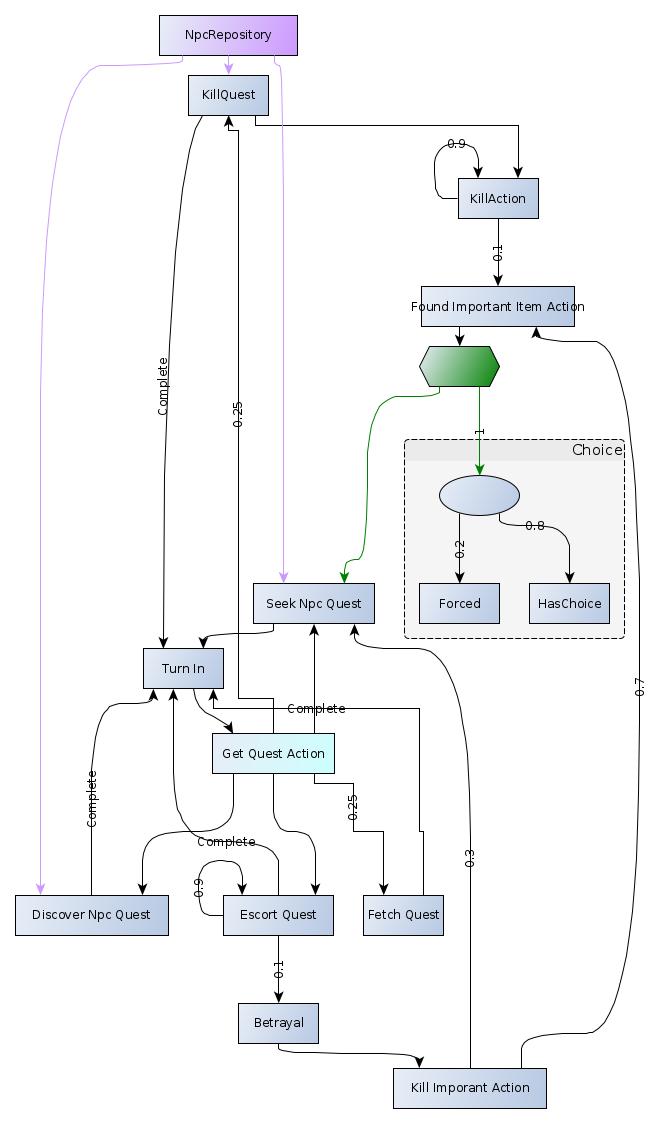 NpcRepository
KillQuest
0.9
KillAction
0.1
Found Important Item Action
Complete
0.25
1
Choice
0.2
0.8
Seek Npc Quest
Forced
HasChoice
Turn In
0.7
Complete
Get Quest Action
Complete
0.25
Complete
0.3
0.9
Discover Npc Quest
Escort Quest
Fetch Quest
0.1
Betrayal
Kill Imporant Action